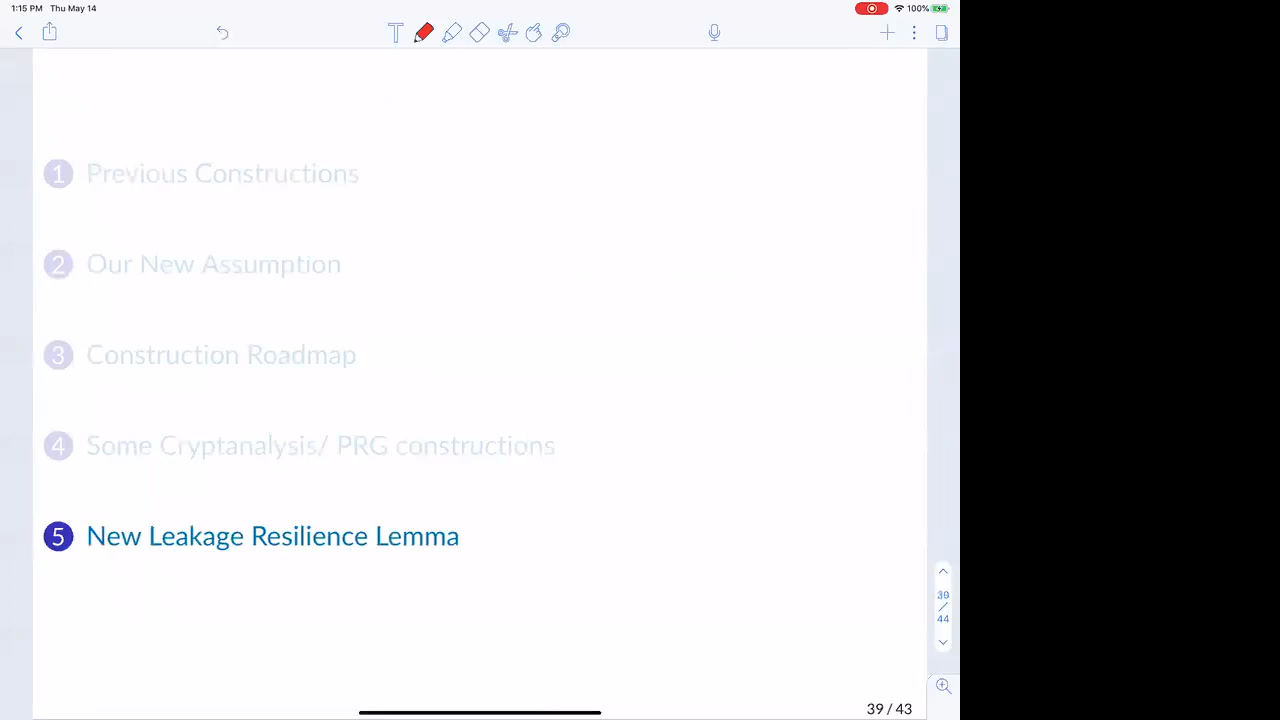 1:15 PM Thu May 14
100%
T
1 Previous Constructions
2 Our New Assumption
3 Construction Roadmap
4 Some Cryptanalysis/ PRG constructions
5 New Leakage Resilience Lemma
39
/
44
39 / 43